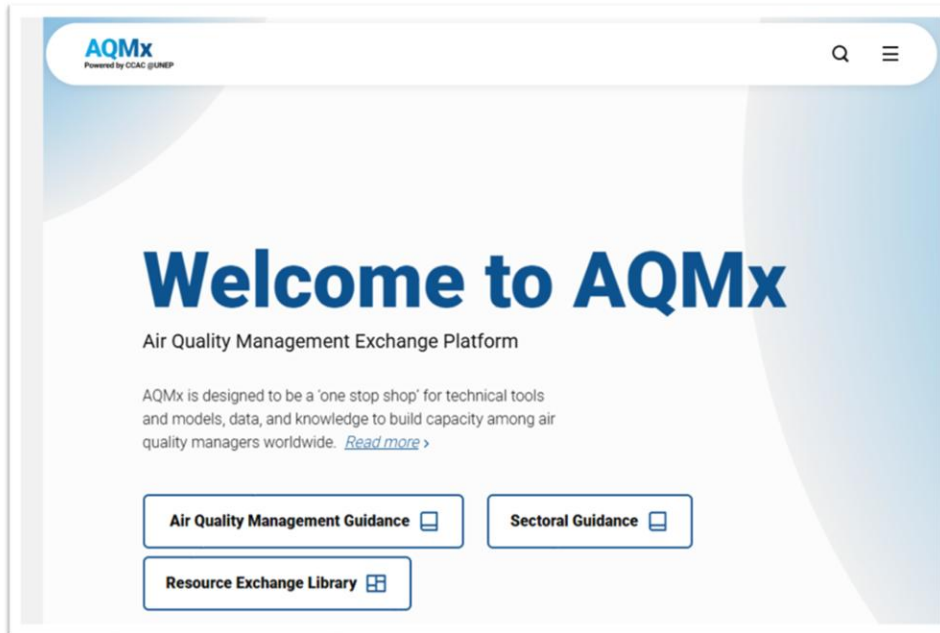 AQMx
Powered by CCAC @UNEP
Welcome to AQMx
Air Quality Management Exchange Platform
AQMx is designed to be a 'one stop shop' for technical tools
and models, data, and knowledge to build capacity among air
quality managers worldwide. Read more ›
Air Quality Management Guidance
Sectoral Guidance
Resource Exchange Library